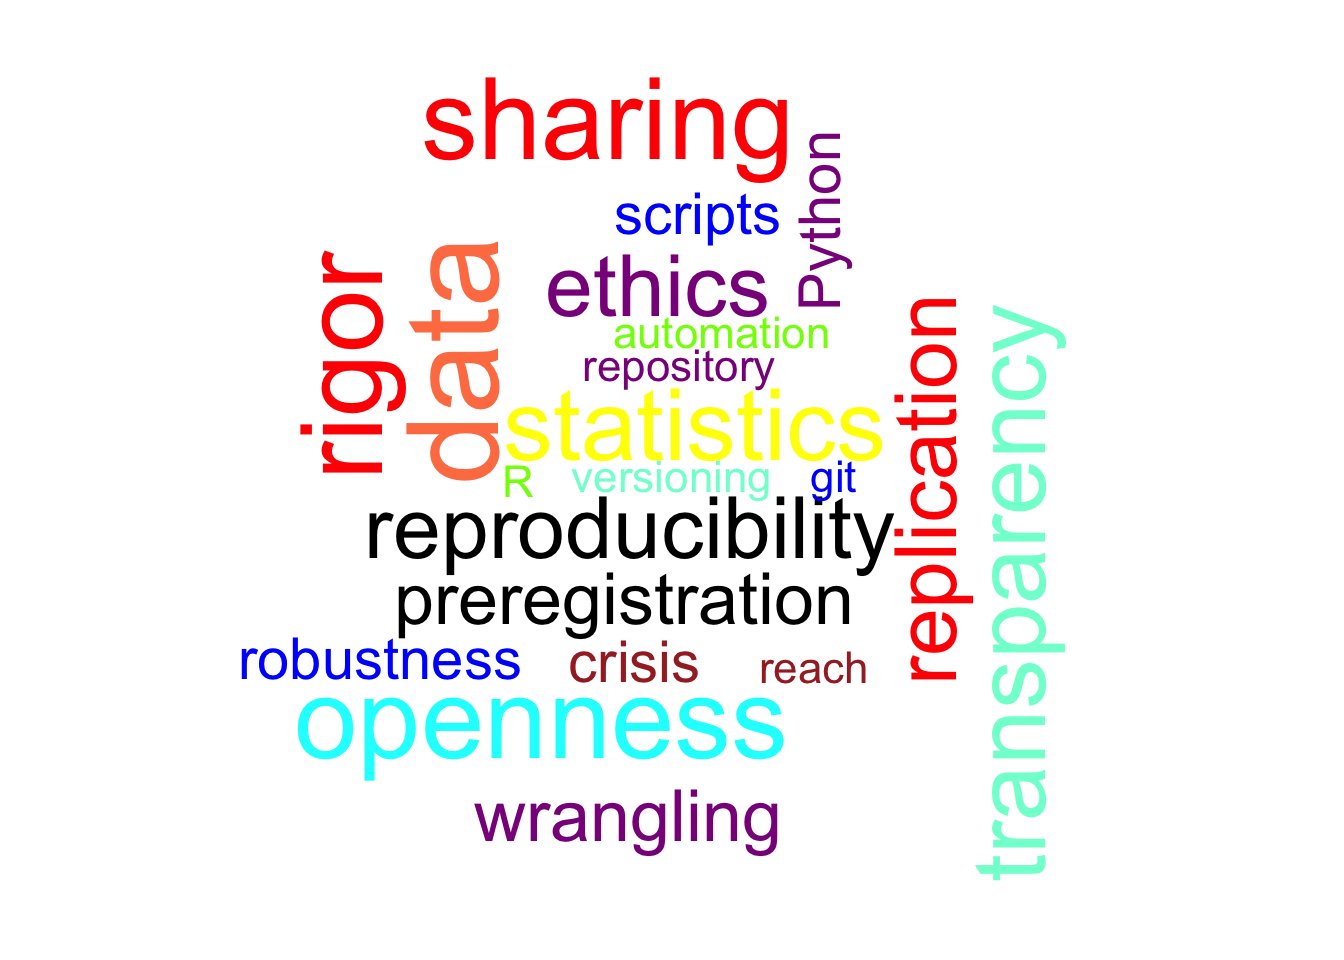 sharing
Python
scripts
rigor
data
ethics
automation
repository
replication
transparency
statistics
R
versioning
git
reproducibility
preregistration
robustness
crisis
reach
openness
wrangling